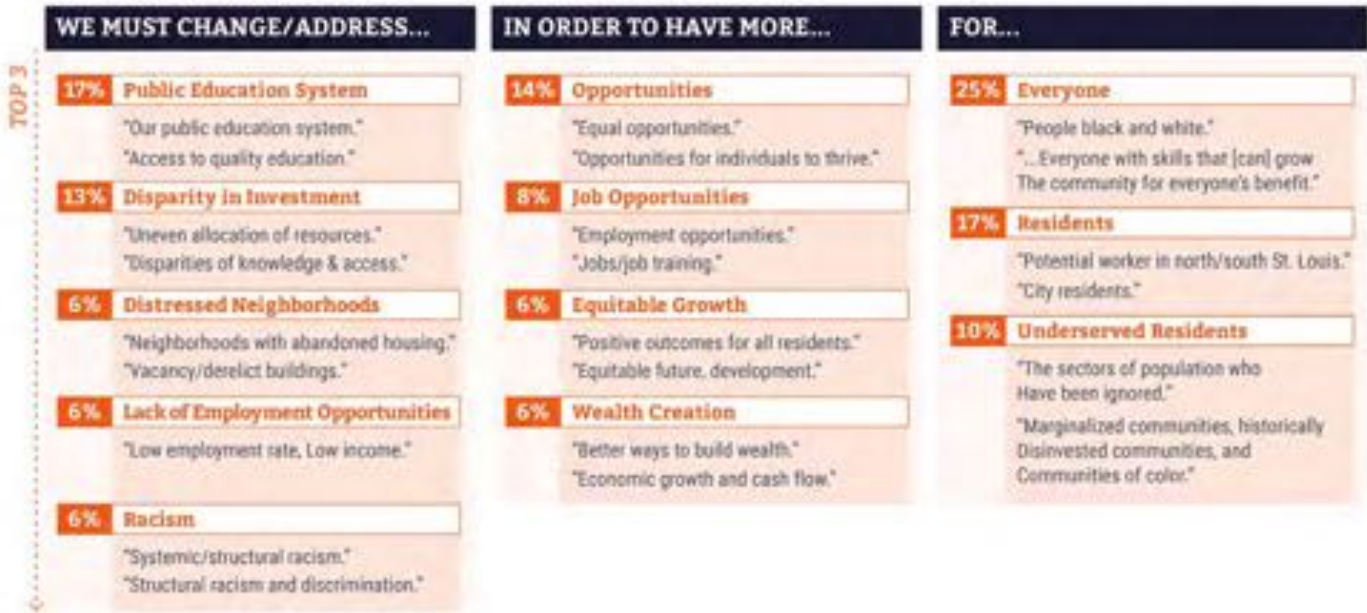 WE MUST CHANGE/ADDRESS...
TOP 3
17% Public Education System
"Our public education system."
"Access to quality education."
13% Disparity in Investment
"Uneven allocation of resources."
"Disparities of knowledge & access."
6% Distressed Neighborhoods
"Neighborhoods with abandoned housing."
"Vacancy/derelict buildings."
6% Lack of Employment Opportunities
"Low employment rate, Low income."
6% Racism
"Systemic/structural racism."
"Structural racism and discrimination."
IN ORDER TO HAVE MORE...
14% Opportunities
"Equal opportunities."
"Opportunities for individuals to thrive."
8% Job Opportunities
"Employment opportunities."
"Jobs/job training."
6% Equitable Growth
"Positive outcomes for all residents."
"Equitable future, development."
6% Wealth Creation
"Better ways to build wealth."
"Economic growth and cash flow."
FOR...
25% Everyone
"People black and white."
"...Everyone with skills that [can] grow
The community for everyone's benefit."
17% Residents
"Potential worker in north/south St. Louis."
"City residents."
10% Underserved Residents
"The sectors of population who
Have been ignored."
"Marginalized communities, historically
Disinvested communities, and
Communities of color."